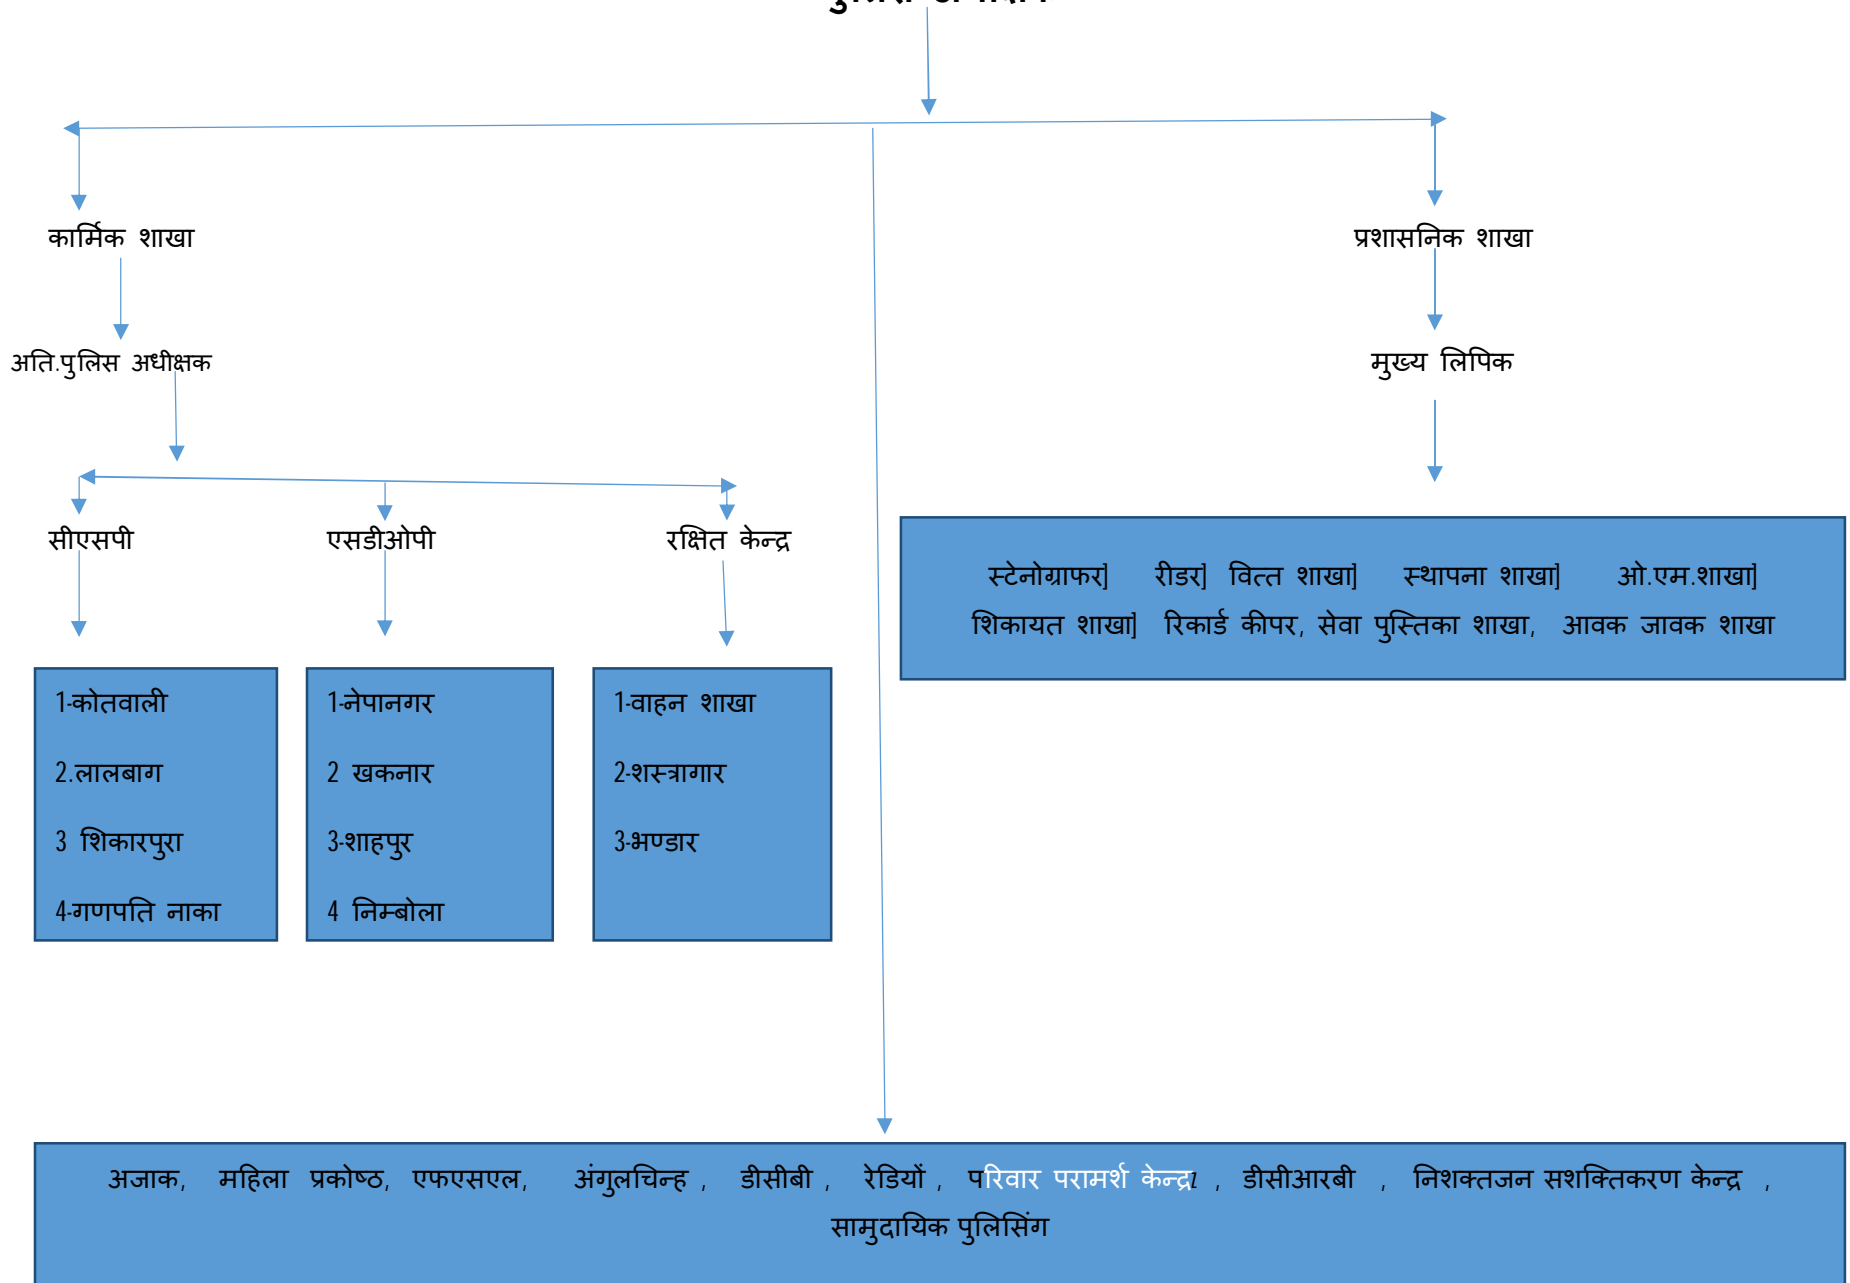 कार्मिक शाखा
प्रशासनिक शाखा
अति.पुलिस अधीक्षक
मुख्य लिपिक
सीएसपी
एसडीओपी
रक्षित केन्द्र
स्टेनोग्राफर] रीडर] वित्त शाखा] स्थापना शाखा] ओ.एम.शाखा]
शिकायत शाखा] रिकार्ड कीपर, सेवा पुस्तिका शाखा, आवक जावक शाखा
1-कोतवाली
2.लालबाग
3 शिकारपुरा
4-गणपति नाका
1-नेपानगर
2 खकनार
3-शाहपुर
4 निम्बोला
1-वाहन शाखा
2-शस्त्रागार
3-भण्डार
अजाक, महिला प्रकोष्ठ, एफएसएल, अंगुलचिन्ह , डीसीबी , रेडियों , परिवार परामर्श केन्द्र , डीसीआरबी , निशक्तजन सशक्तिकरण केन्द्र ,
सामुदायिक पुलिसिंग